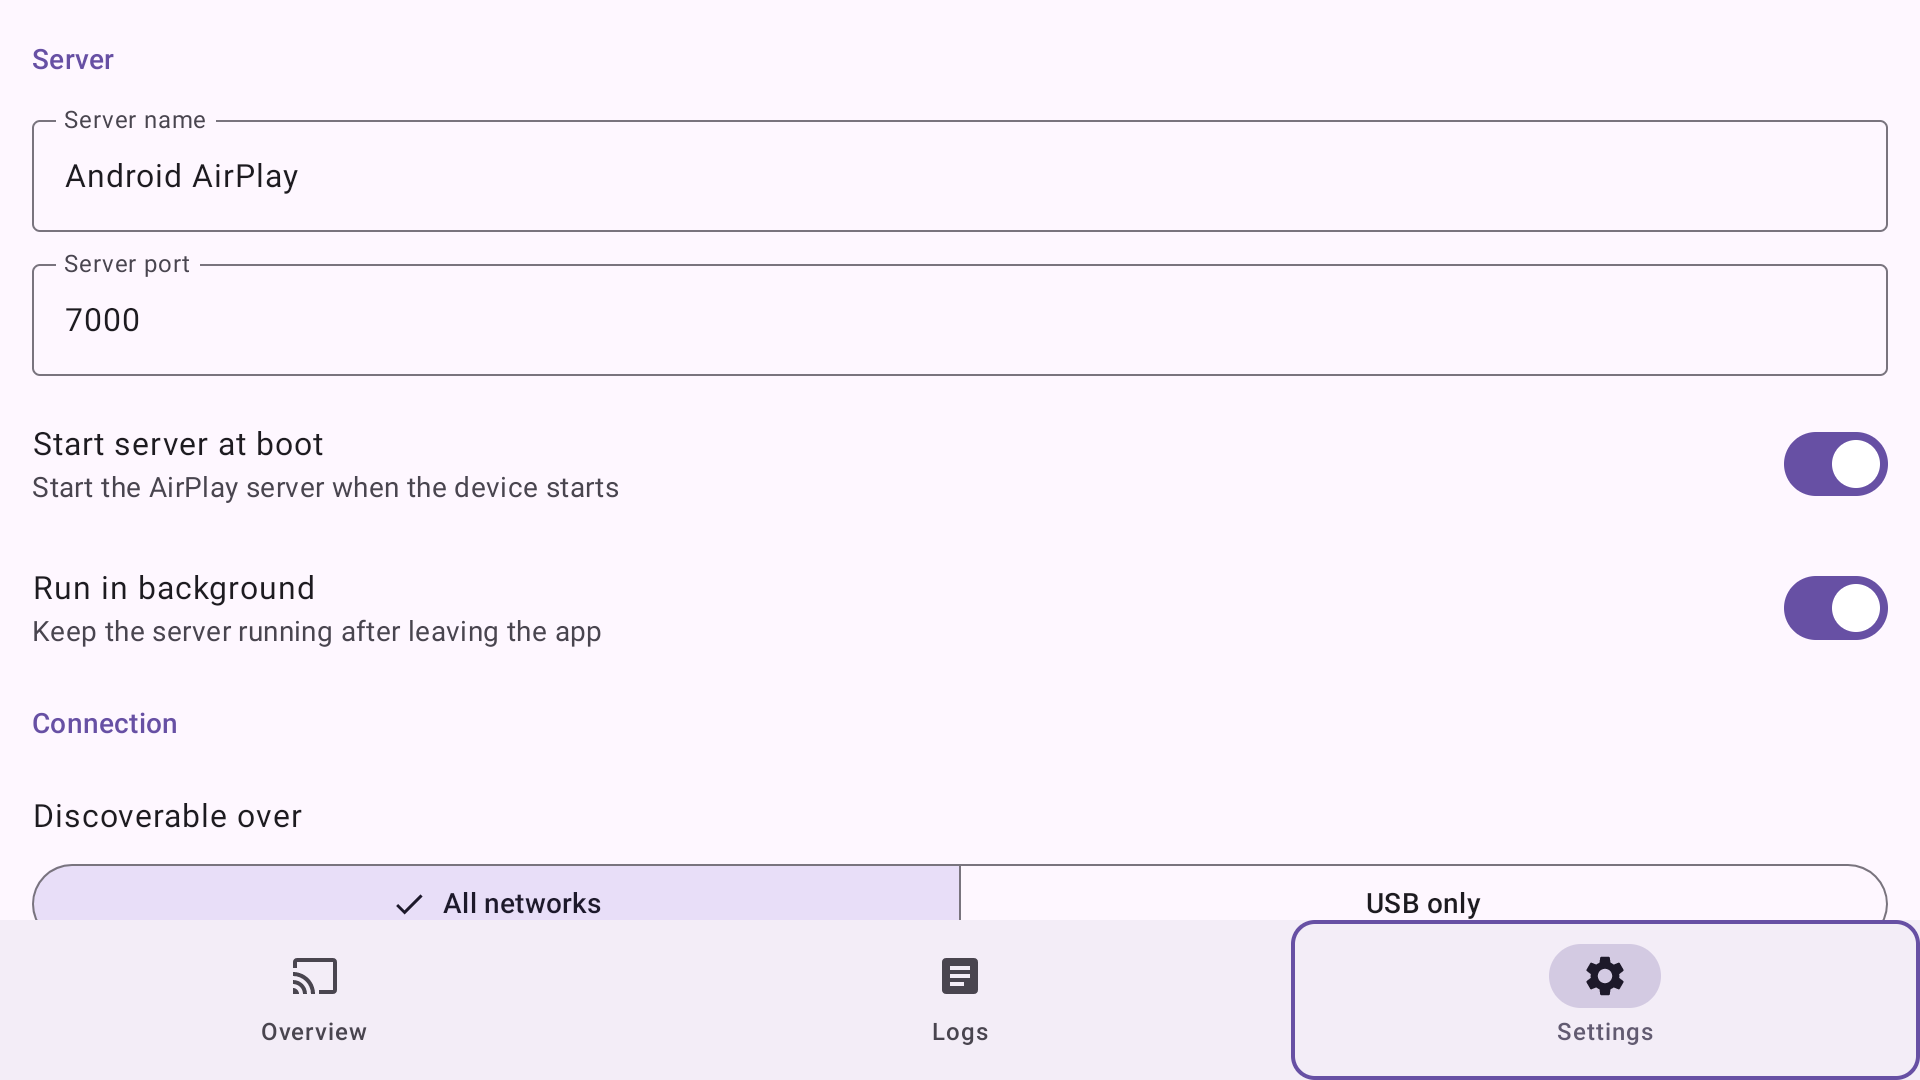 Server
Server name
Android AirPlay
Server port
7000
Start server at boot
Start the AirPlay server when the device starts
Run in background
Keep the server running after leaving the app
Connection
Discoverable over
All networks
USB only
Overview
Logs
Settings